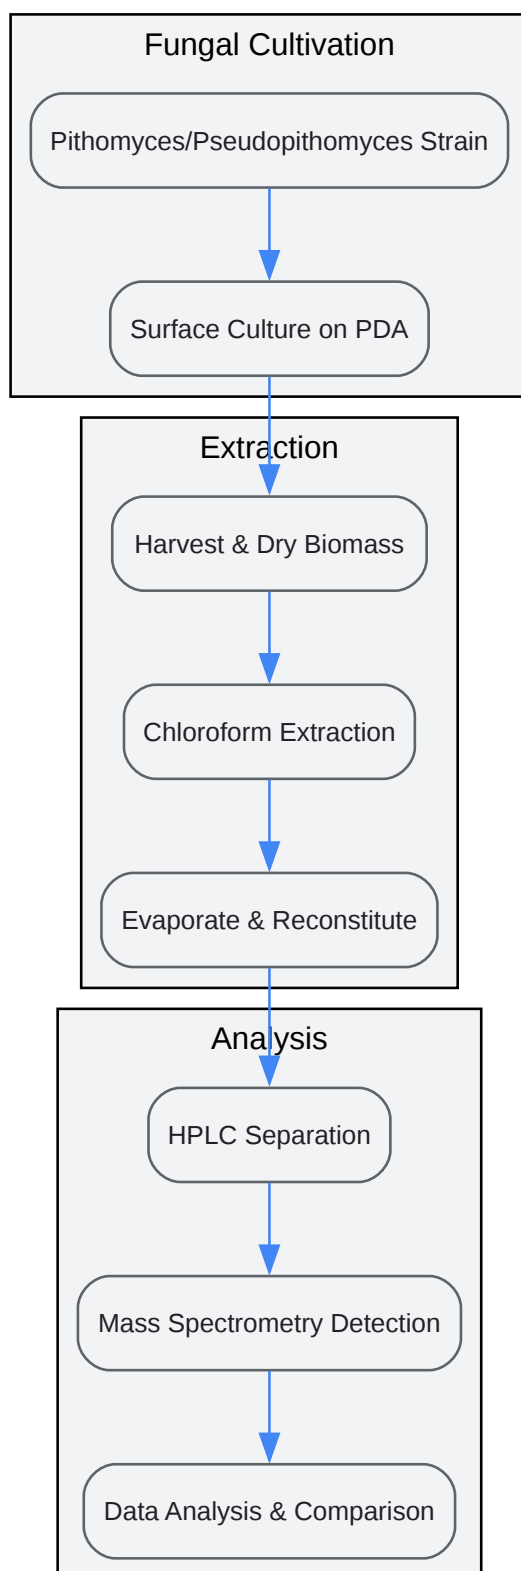 Fungal Cultivation
Pithomyces/Pseudopithomyces Strain
Surface Culture on PDA
Extraction
Harvest & Dry Biomass
Chloroform Extraction
Evaporate & Reconstitute
Analysis
HPLC Separation
Mass Spectrometry Detection
Data Analysis & Comparison